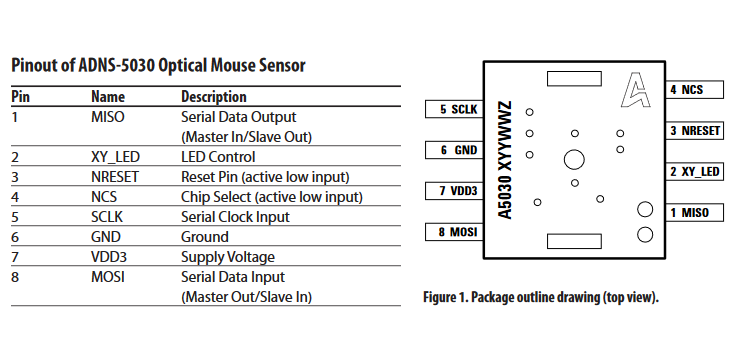 Pinout of ADNS-5030 Optical Mouse Sensor
Pin Name Description
1 MISO Serial Data Output
(Master In/Slave Out)
2 XY_LED LED Control
3 NRESET Reset Pin (active low input)
4 NCS Chip Select (active low input)
5 SCLK Serial Clock Input
6 GND Ground
7 VDD3 Supply Voltage
8 MOSI Serial Data Input
(Master Out/Slave In)
5 SCLK
6 GND
7 VDD3
8 MOSI
A5030 XYYWWZ
A
4 NCS
3 NRESET
2 XY_LED
1 MISO
Figure 1. Package outline drawing (top view).